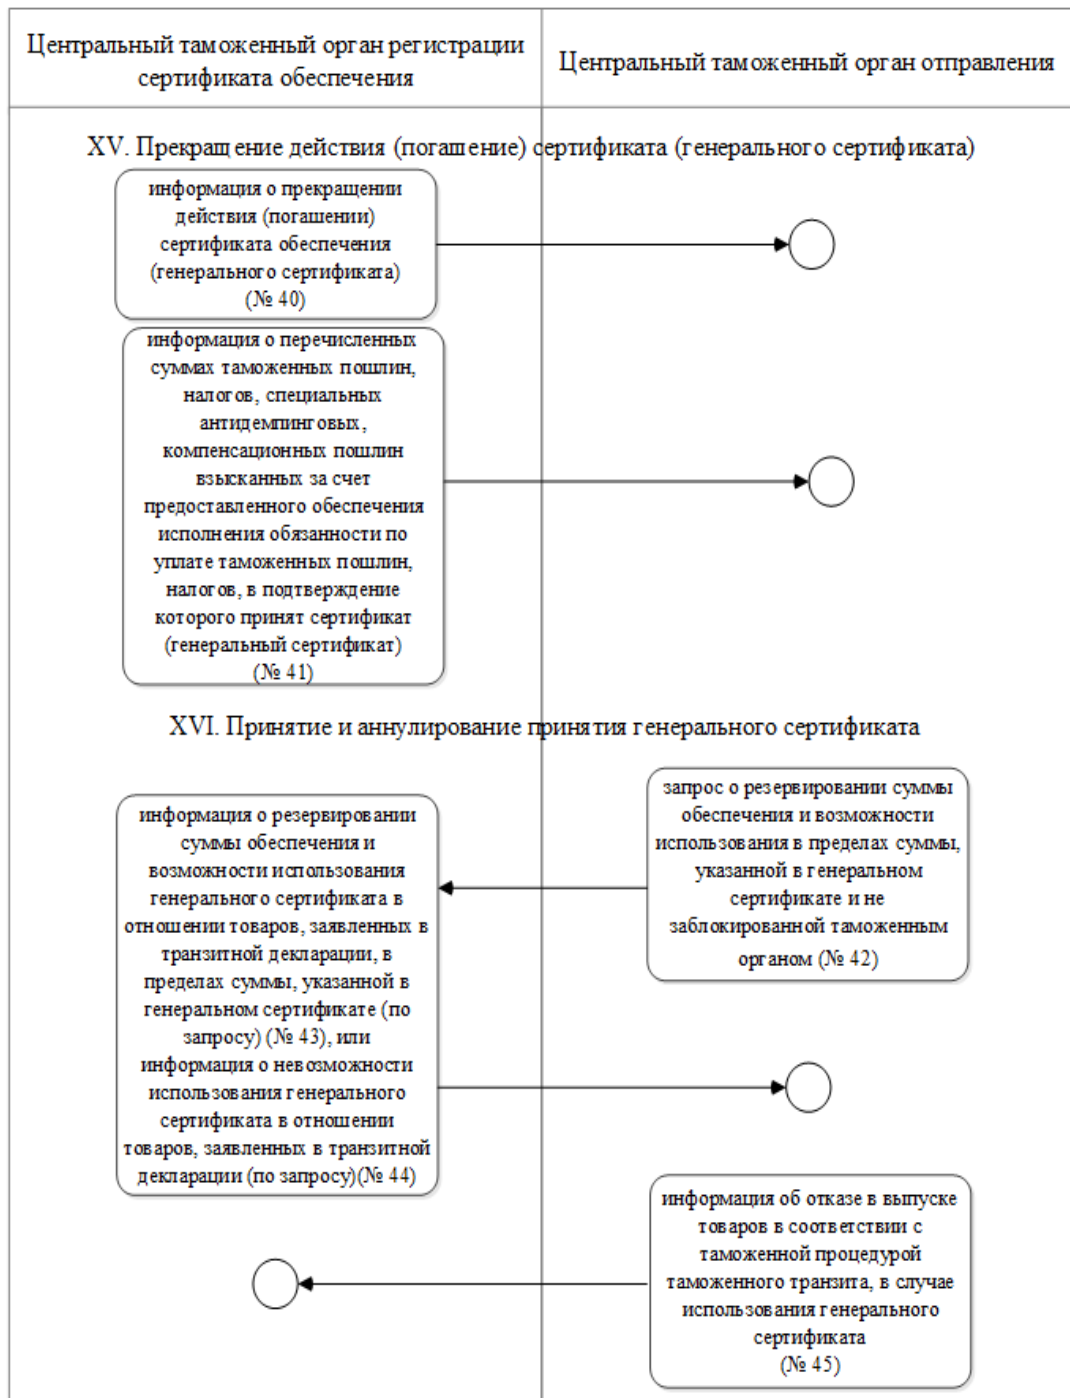 Центральный таможенный орган регистрации
сертификата обеспечения
Центральный таможенный орган отправления
XV. Прекращение действия (погашение) сертификата (генерального сертификата)
информация о прекращении
действия (погашении)
сертификата обеспечения
(генерального сертификата)
(№ 40)
информация о перечисленных
суммах таможенных пошлин,
налогов, специальных
антидемпинговых,
компенсационных пошлин
взысканных за счет
предоставленного обеспечения
исполнения обязанности по
уплате таможенных пошлин,
налогов, в подтверждение
которого принят сертификат
(генеральный сертификат)
(№ 41)
XVI. Принятие и аннулирование принятия генерального сертификата
запрос о резервировании суммы
обеспечения и возможности
использования в пределах суммы,
указанной в генеральном
сертификате и не
заблокированной таможенным
органом (№ 42)
информация о резервировании
суммы обеспечения и
возможности использования
генерального сертификата в
отношении товаров, заявленных в
транзитной декларации, в
пределах суммы, указанной в
генеральном сертификате (по
запросу) (№ 43), или
информация о невозможности
использования генерального
сертификата в отношении
товаров, заявленных в транзитной
декларации (по запросу)(№ 44)
информация об отказе в выпуске
товаров в соответствии с
таможенной процедурой
таможенного транзита, в случае
использования генерального
сертификата
(№ 45)